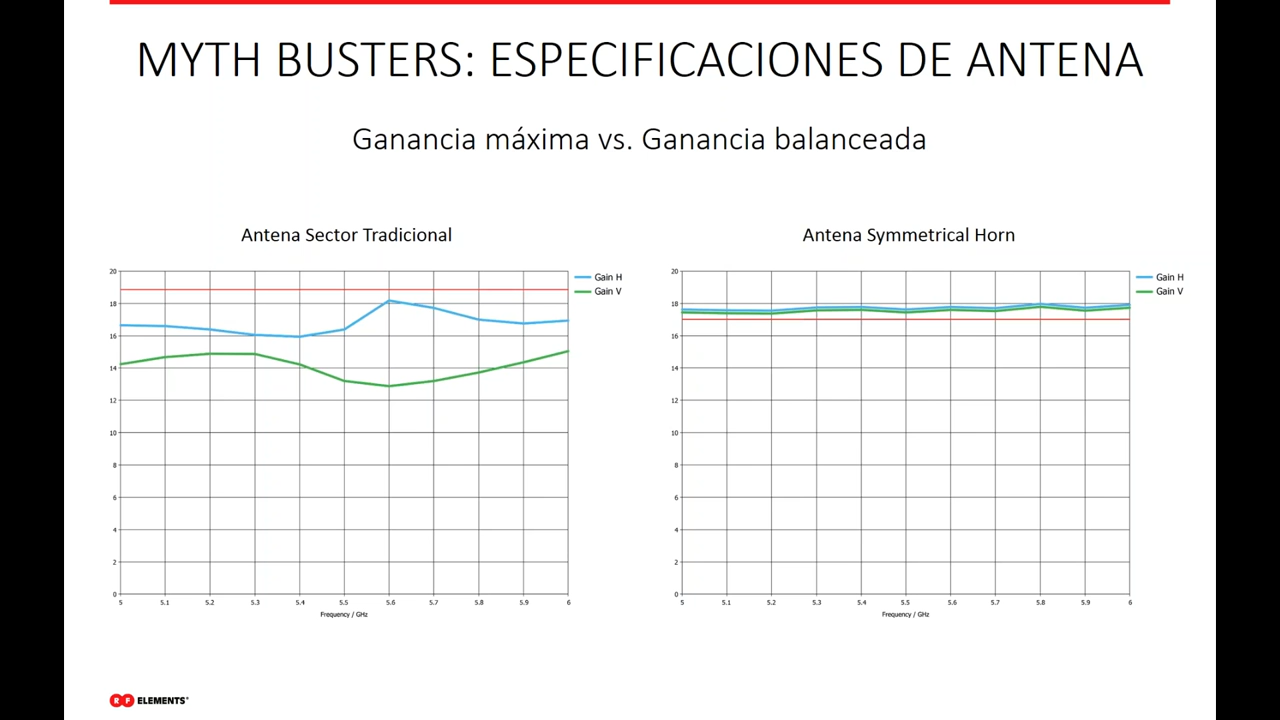 MYTH BUSTERS: ESPECIFICACIONES DE ANTENA
Ganancia máxima vs. Ganancia balanceada
Antena Sector Tradicional
20
18
16
14
12
10
8
6
4
2
0
5 5.1 5.2 5.3 5.4 5.5 5.6 5.7 5.8 5.9 6
Frequency / GHz
Gain H
Gain V
Antena Symmetrical Horn
20
18
16
14
12
10
8
6
4
2
0
5 5.1 5.2 5.3 5.4 5.5 5.6 5.7 5.8 5.9 6
Frequency / GHz
Gain H
Gain V
RF ELEMENTS®